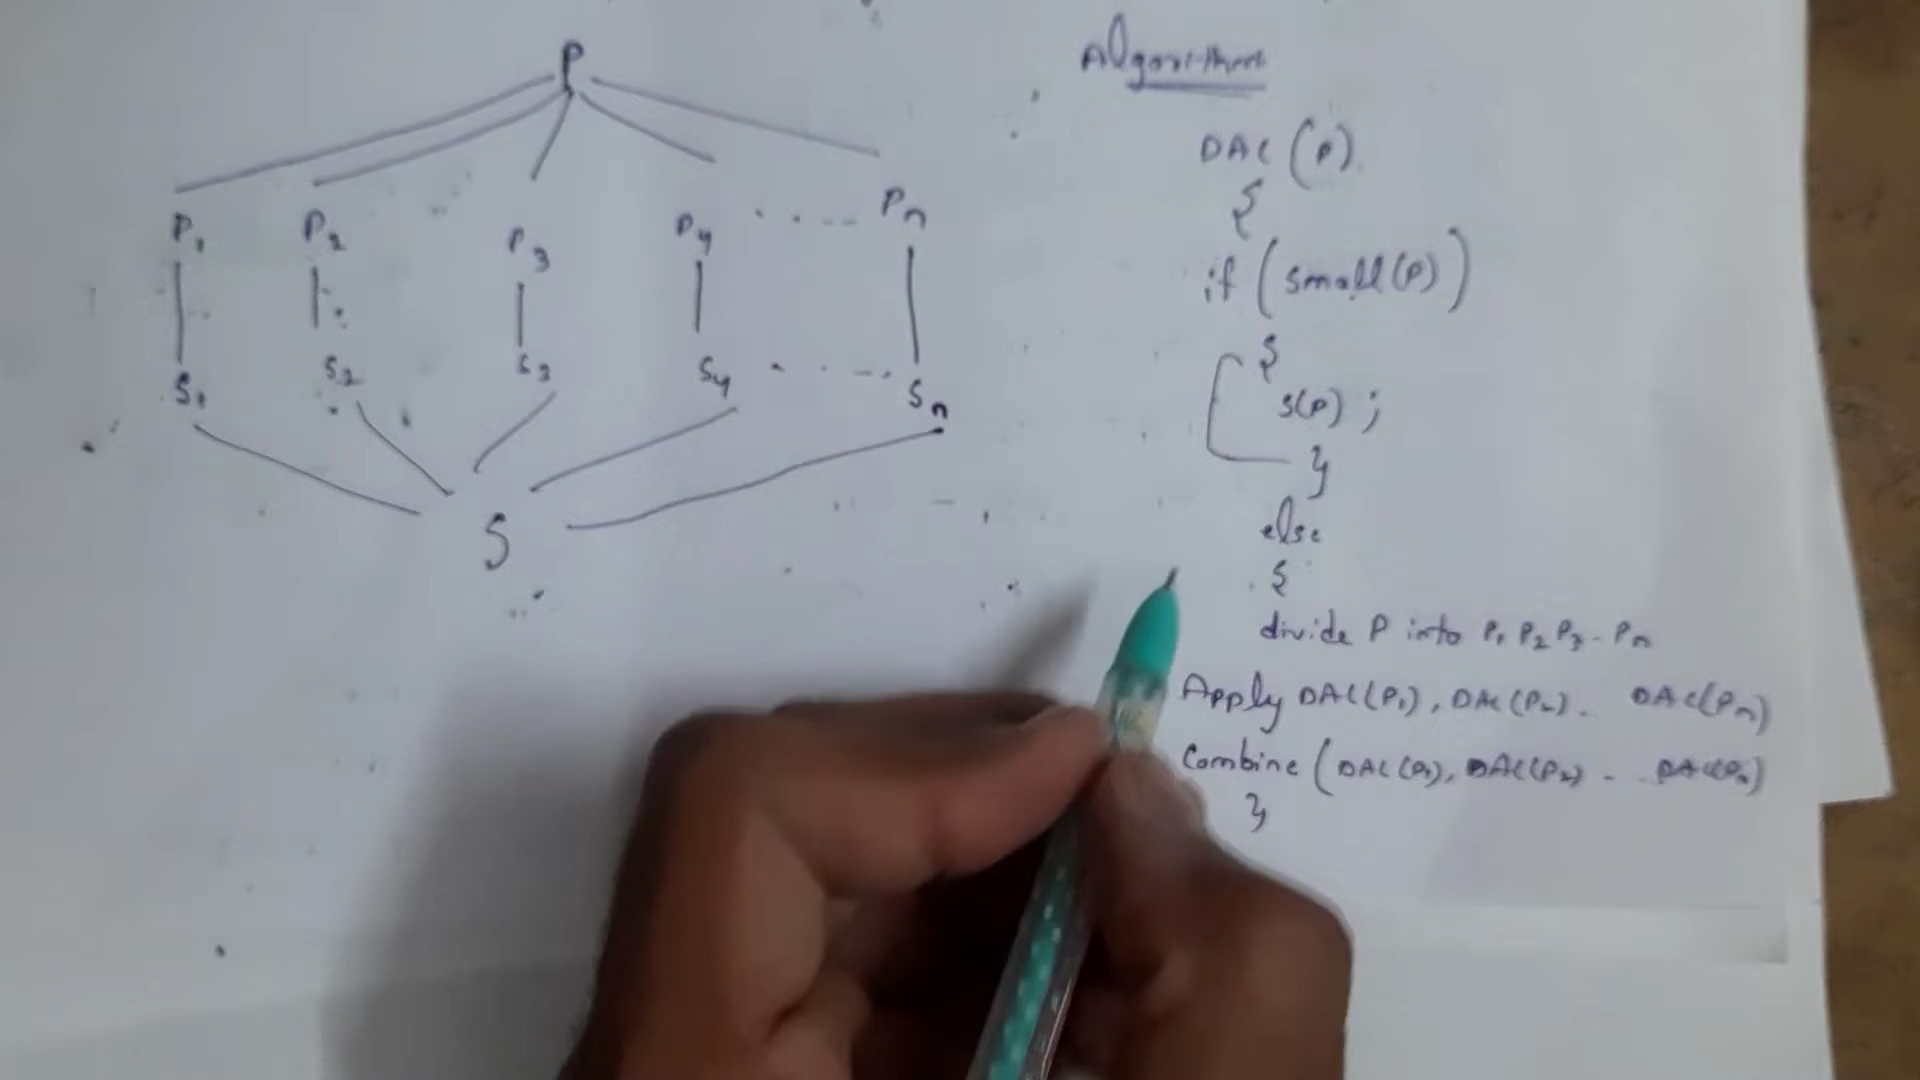 P
P1 P2 P3 P4 ..... Pn
S1 S2 S3 S4 ..... Sn
S
Algorithm
DAC (P)
{
if (small(P))
{
S(P) ;
}
else
{
divide P into P1 P2 P3 - Pn
Apply DAC(P1), DAC(P2) .. DAC(Pn)
Combine (DAC(P1), DAC(P2) - .. DAC(Pn)
}